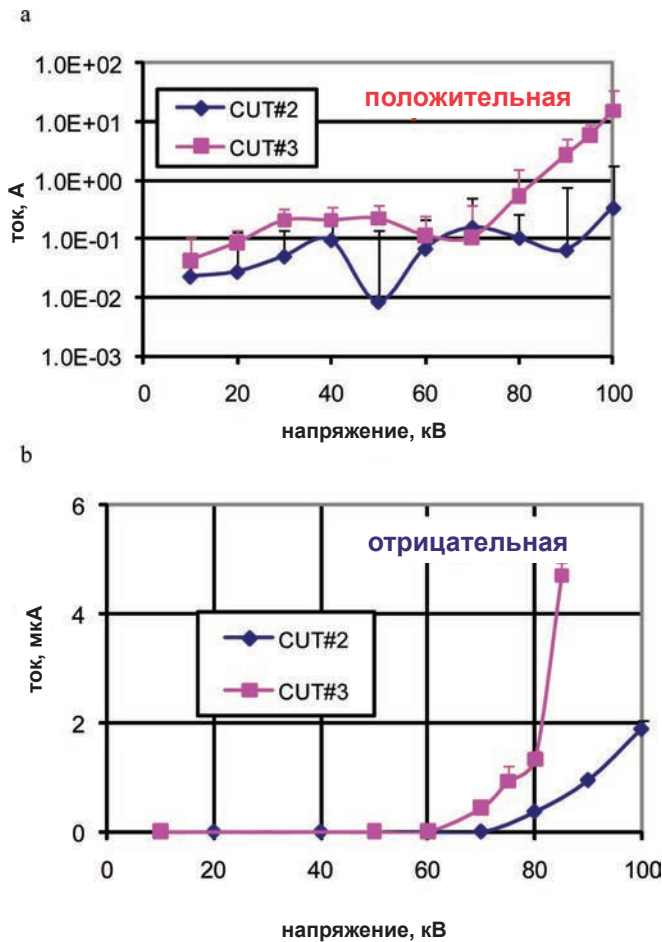 a
1.0E+02
1.0E+01
1.0E+00
1.0E-01
1.0E-02
1.0E-03
ток, А
положительная
CUT#2
CUT#3
0 20 40 60 80 100
напряжение, кВ
b
6
4
2
0
ток, мкА
отрицательная
CUT#2
CUT#3
0 20 40 60 80 100
напряжение, кВ